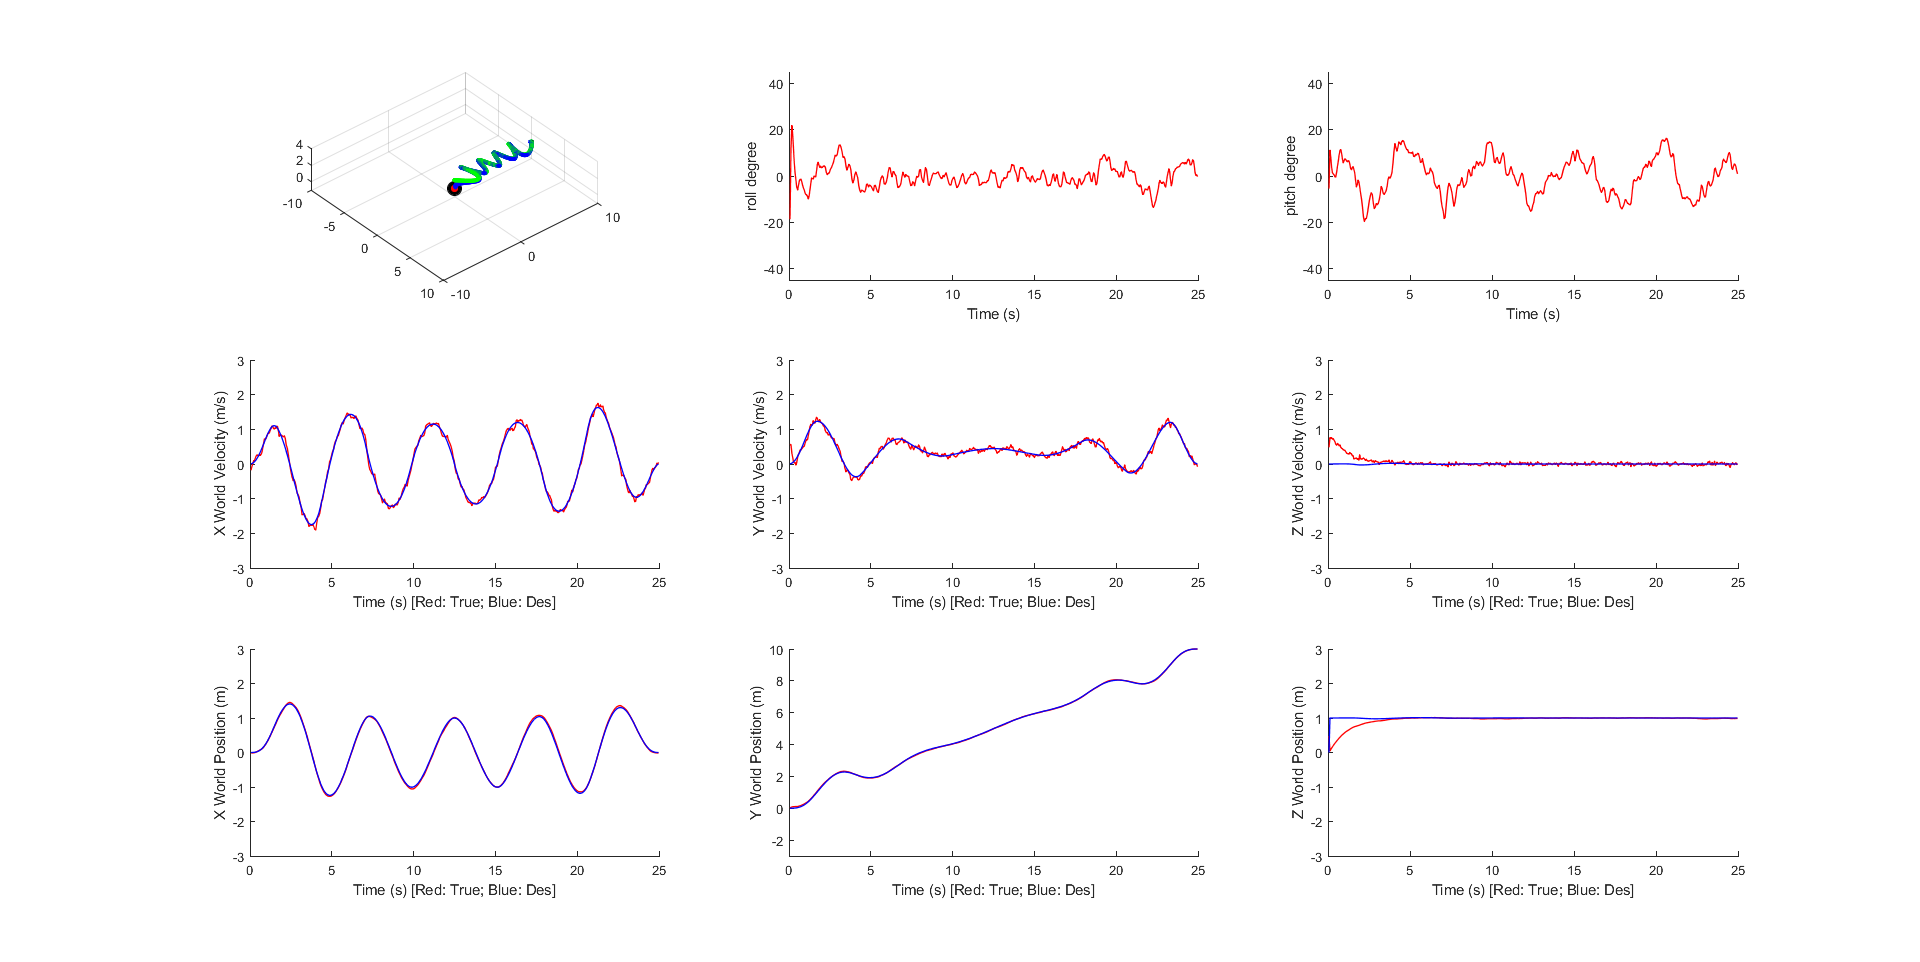 4
2
0
-10
-5
0
5
10
-10
0
10
roll degree
40
20
0
-20
-40
0 5 10 15 20 25
Time (s)
pitch degree
40
20
0
-20
-40
0 5 10 15 20 25
Time (s)
X World Velocity (m/s)
3
2
1
0
-1
-2
-3
0 5 10 15 20 25
Time (s) [Red: True; Blue: Des]
Y World Velocity (m/s)
3
2
1
0
-1
-2
-3
0 5 10 15 20 25
Time (s) [Red: True; Blue: Des]
Z World Velocity (m/s)
3
2
1
0
-1
-2
-3
0 5 10 15 20 25
Time (s) [Red: True; Blue: Des]
X World Position (m)
3
2
1
0
-1
-2
-3
0 5 10 15 20 25
Time (s) [Red: True; Blue: Des]
Y World Position (m)
10
8
6
4
2
0
-2
0 5 10 15 20 25
Time (s) [Red: True; Blue: Des]
Z World Position (m)
3
2
1
0
-1
-2
-3
0 5 10 15 20 25
Time (s) [Red: True; Blue: Des]